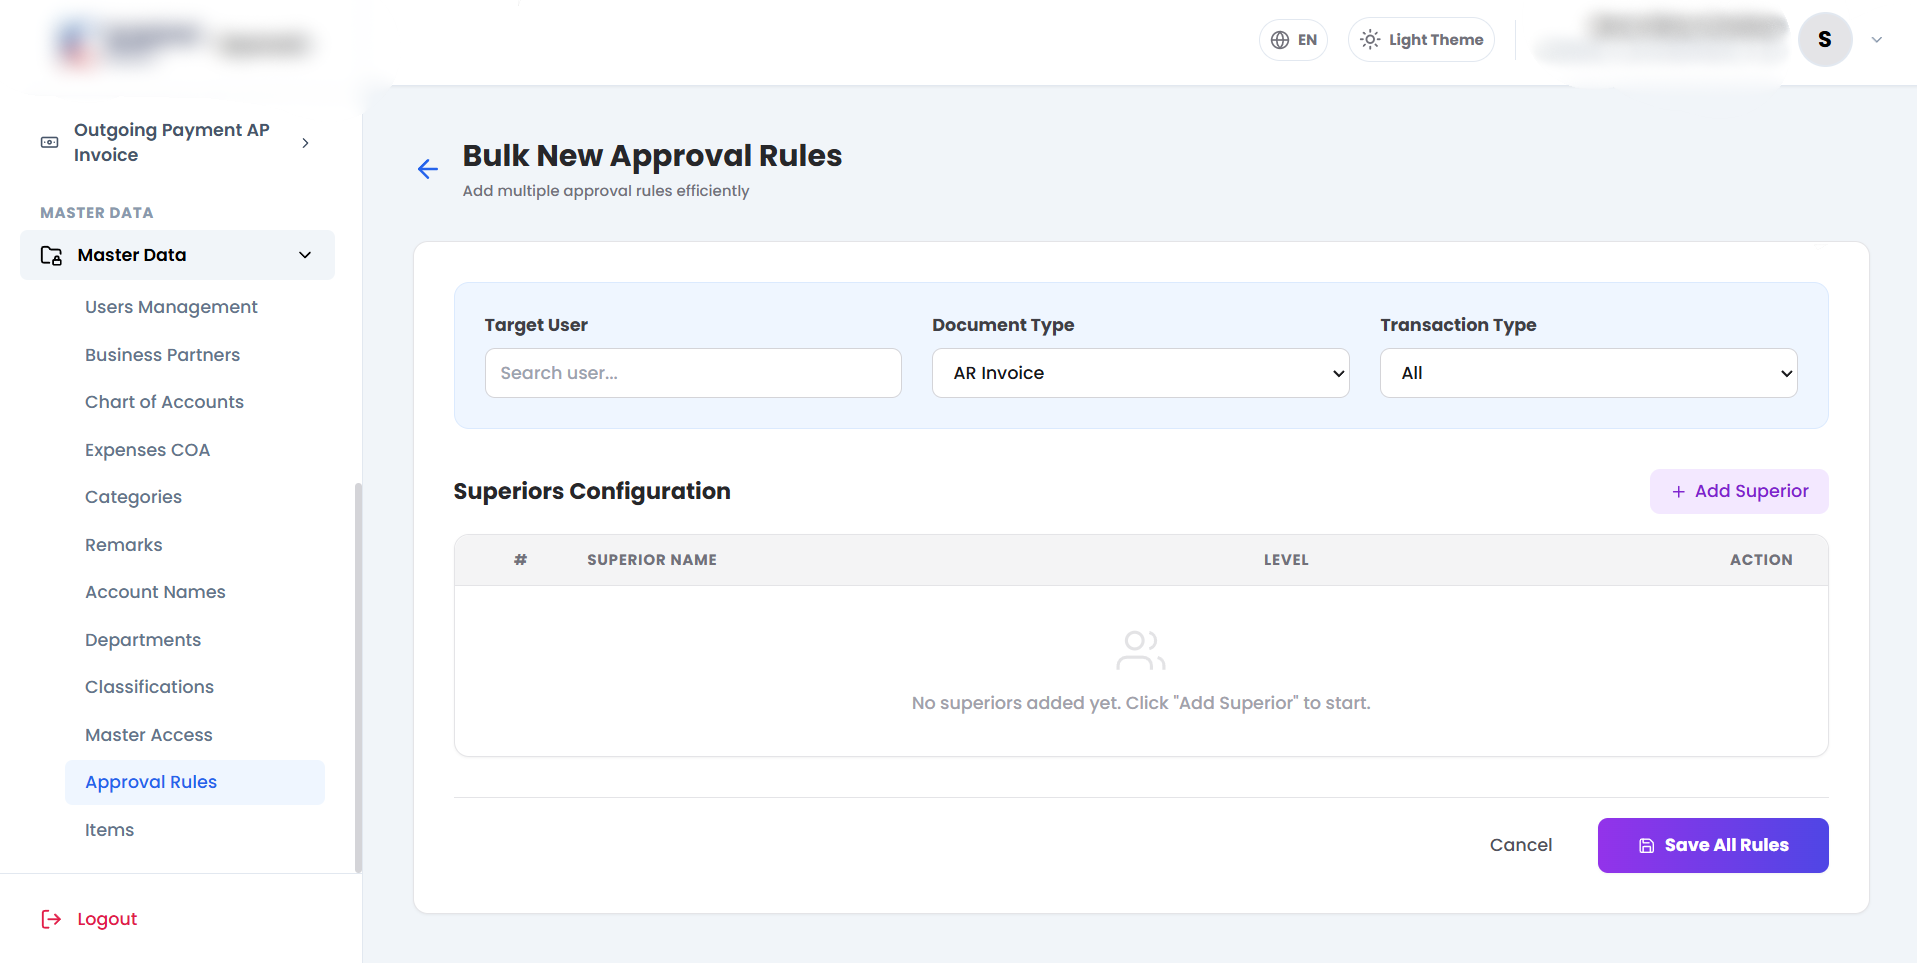 EN
Light Theme
S
Outgoing Payment AP
Invoice
MASTER DATA
Master Data
Users Management
Business Partners
Chart of Accounts
Expenses COA
Categories
Remarks
Account Names
Departments
Classifications
Master Access
Approval Rules
Items
Logout
Bulk New Approval Rules
Add multiple approval rules efficiently
Target User
Document Type
Transaction Type
Search user...
AR Invoice
All
Superiors Configuration
+ Add Superior
# SUPERIOR NAME LEVEL ACTION
No superiors added yet. Click "Add Superior" to start.
Cancel
Save All Rules